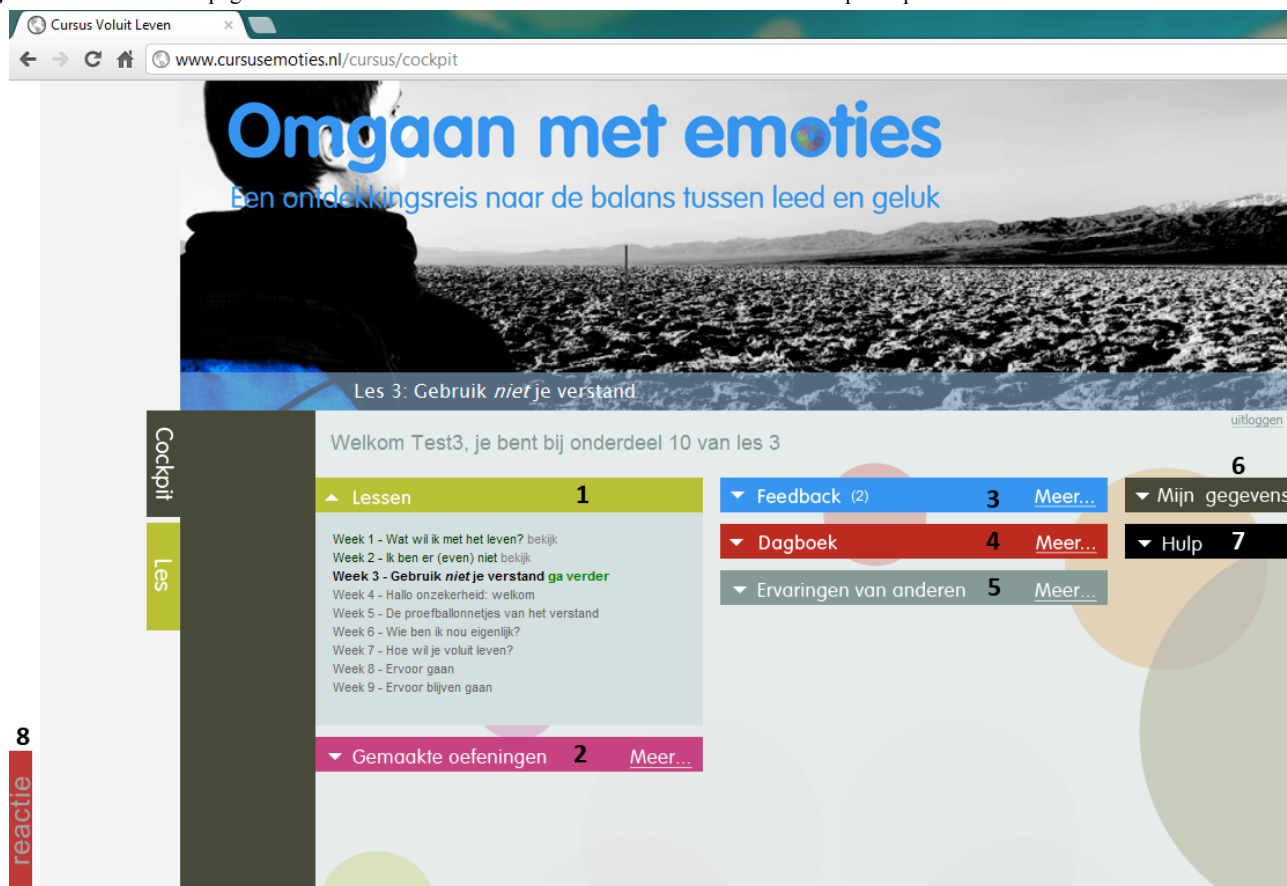 Cursus Voluit Leven
www.cursusemoties.nl/cursus/cockpit
Omgaan met emoties
Een ontdekkingsreis naar de balans tussen leed en geluk
Les 3: Gebruik niet je verstand
uitloggen
Cockpit
Les
Welkom Test3, je bent bij onderdeel 10 van les 3
Lessen 1
Week 1 - Wat wil ik met het leven? bekijk
Week 2 - Ik ben er (even) niet bekijk
Week 3 - Gebruik niet je verstand ga verder
Week 4 - Hallo onzekerheid: welkom
Week 5 - De proefballonnetjes van het verstand
Week 6 - Wie ben ik nou eigenlijk?
Week 7 - Hoe wil je voluit leven?
Week 8 - Ervoor gaan
Week 9 - Ervoor blijven gaan
Gemaakte oefeningen 2 Meer...
Feedback (2) 3 Meer...
Dagboek 4 Meer...
Ervaringen van anderen 5 Meer...
6
Mijn gegevens
Hulp 7
8
reactie